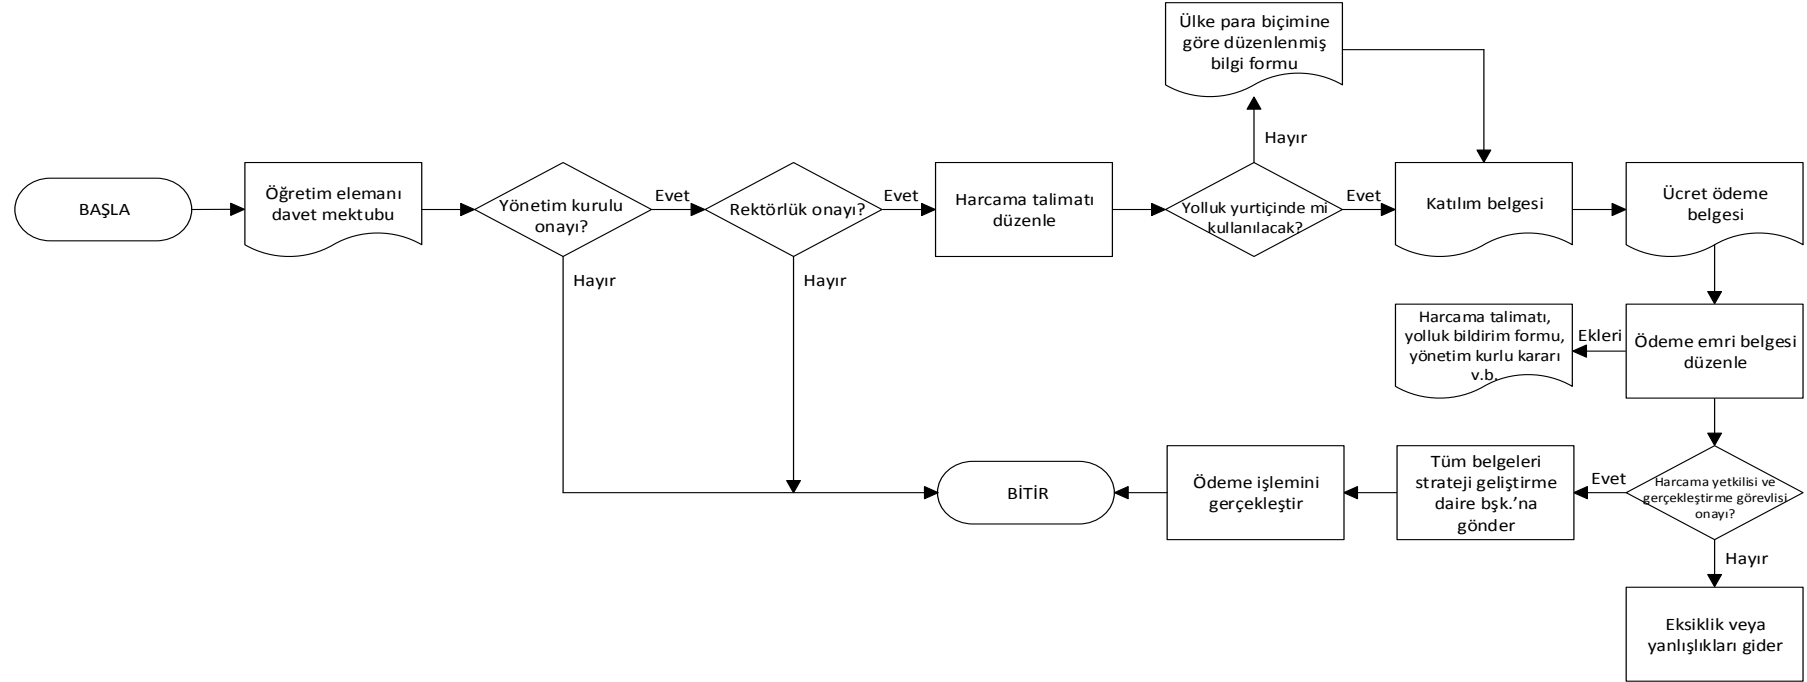 BAŞLA
Öğretim elemanı
davet mektubu
Yönetim kurulu
onayı?
Evet
Hayır
Rektörlük onayı?
Evet
Hayır
Harcama talimatı
düzenle
Yolluk yurtiçinde mi
kullanılacak?
Hayır
Ülke para biçimine
göre düzenlenmiş
bilgi formu
Evet
Katılım belgesi
Ücret ödeme
belgesi
Ödeme emri belgesi
düzenle
Ekleri
Harcama talimatı,
yolluk bildirim formu,
yönetim kurlu kararı
v.b.
Harcama yetkilisi ve
gerçekleştirme görevlisi
onayı?
Evet
Tüm belgeleri
strateji geliştirme
daire bşk.’na
gönder
Ödeme işlemini
gerçekleştir
BİTİR
Hayır
Eksiklik veya
yanlışlıkları gider